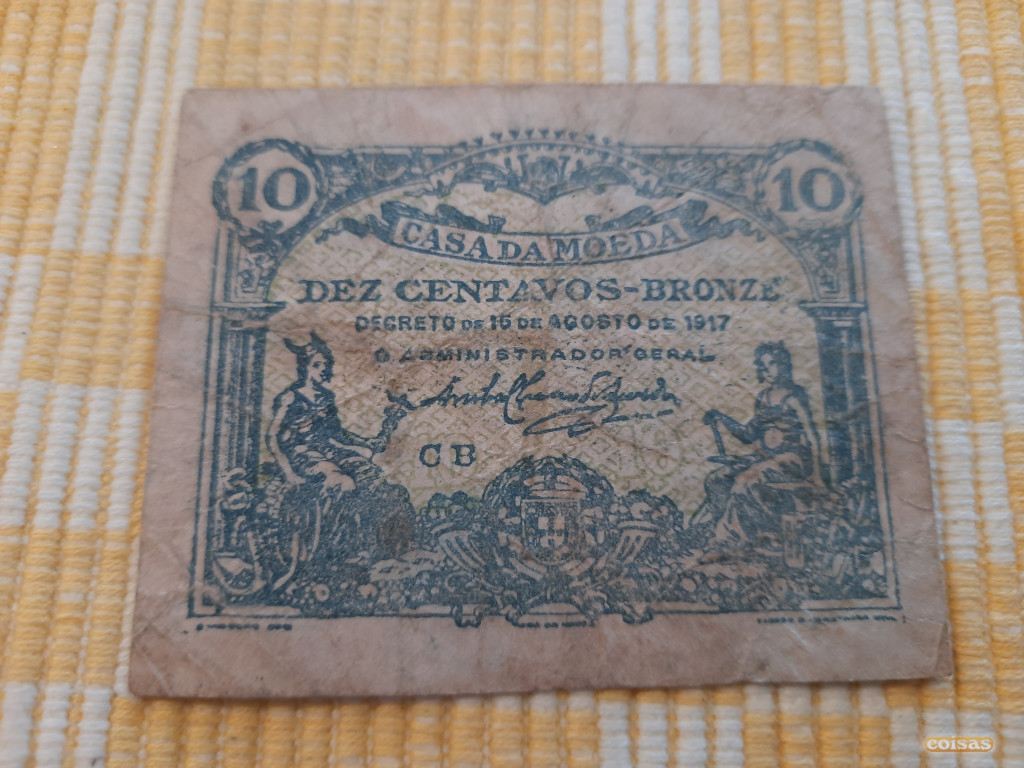 10 10
CASA DA MOEDA
DEZ CENTAVOS-BRONZE
DECRETO DE 15 DE AGOSTO DE 1917
O ADMINISTRADOR GERAL
CB
coisas